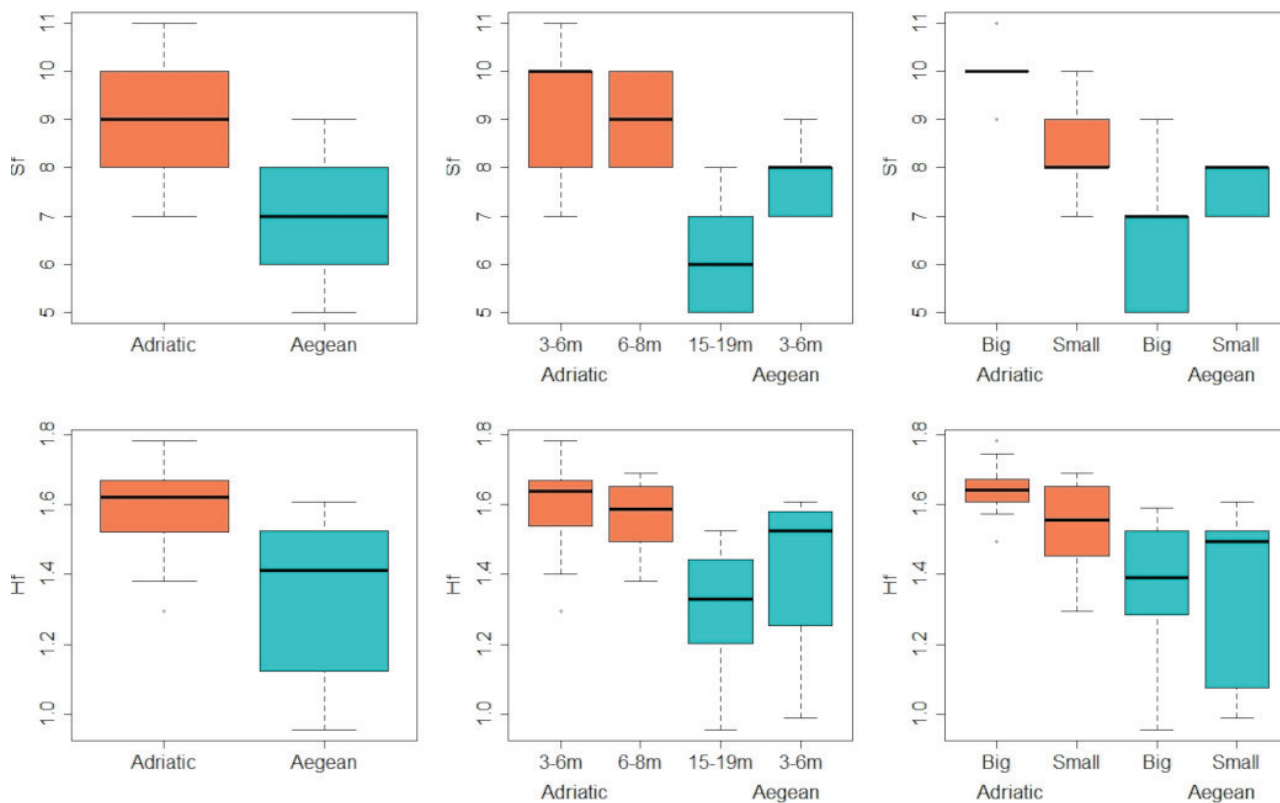 Sf
11
10
9
8
7
6
5
Adriatic Aegean
Sf
11
10
9
8
7
6
5
3-6m 6-8m 15-19m 3-6m
Adriatic Aegean
Sf
11
10
9
8
7
6
5
Big Small Big Small
Adriatic Aegean
Hf
1.8
1.6
1.4
1.2
1.0
Adriatic Aegean
Hf
1.8
1.6
1.4
1.2
1.0
3-6m 6-8m 15-19m 3-6m
Adriatic Aegean
Hf
1.8
1.6
1.4
1.2
1.0
Big Small Big Small
Adriatic Aegean